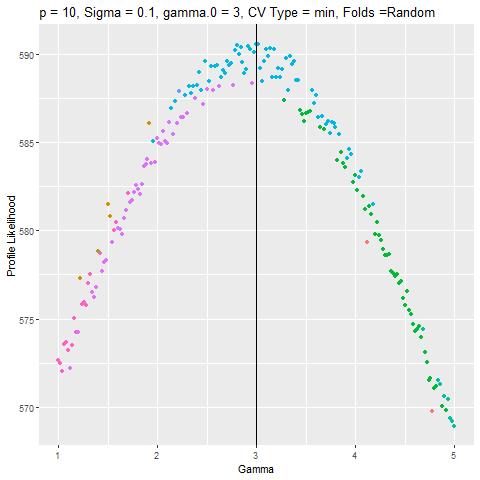 p = 10, Sigma = 0.1, gamma.0 = 3, CV Type = min, Folds =Random
Profile Likelihood
590
585
580
575
570
1 2 3 4 5
Gamma